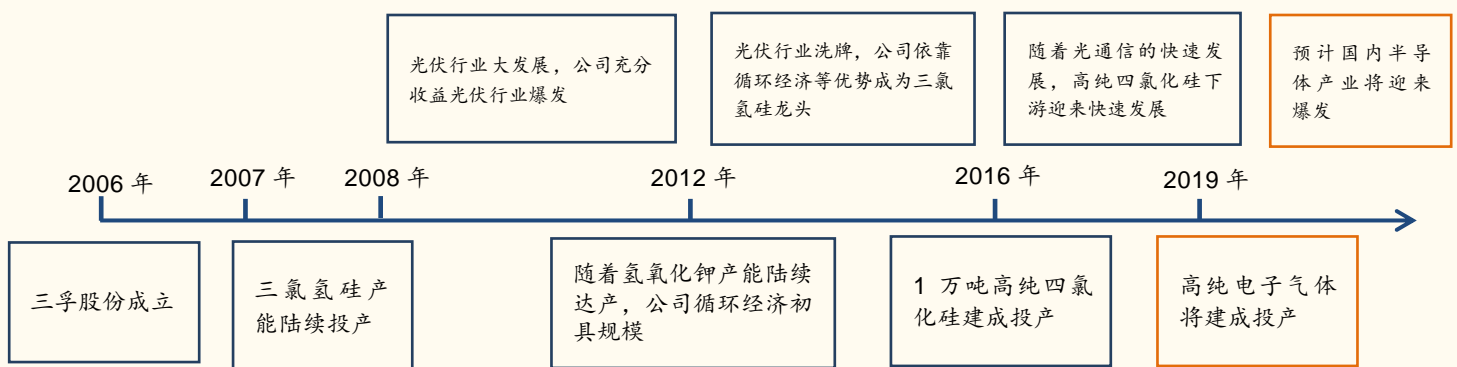 光伏行业大发展，公司充分
收益光伏行业爆发
光伏行业洗牌，公司依靠
循环经济等优势成为三氯
氢硅龙头
随着光通信的快速发
展，高纯四氯化硅下
游迎来快速发展
预计国内半导
体产业将迎来
爆发
2006 年
2007 年
2008 年
2012 年
2016 年
2019 年
三孚股份成立
三氯氢硅产
能陆续投产
随着氢氧化钾产能陆续
达产，公司循环经济初
具规模
1 万吨高纯四氯
化硅建成投产
高纯电子气体
将建成投产